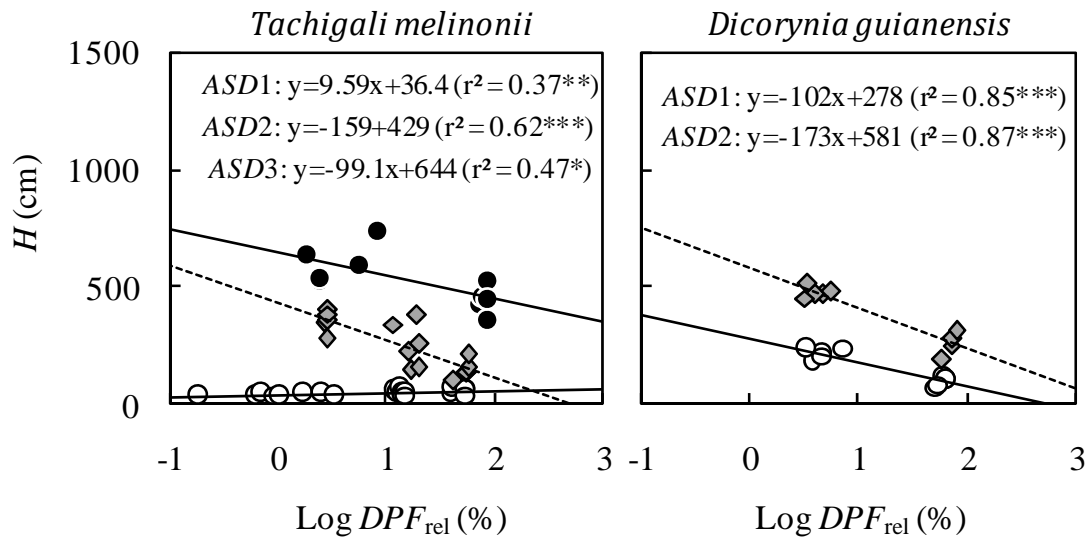 Tachigali melinonii
Dicorynia guianensis
1500
1000
500
0
H (cm)
ASD1: y=9.59x+36.4 (r²=0.37**)
ASD2: y=-159+429 (r²=0.62***)
ASD3: y=-99.1x+644 (r²=0.47*)
ASD1: y=-102x+278 (r²=0.85***)
ASD2: y=-173x+581 (r²=0.87***)
-1 0 1 2 3
-1 0 1 2 3
Log DPFrel (%)
Log DPFrel (%)